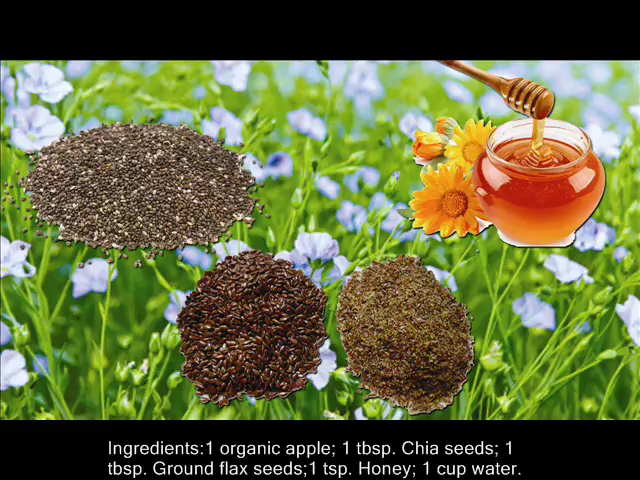 Ingredients:1 organic apple; 1 tbsp. Chia seeds; 1
tbsp. Ground flax seeds;1 tsp. Honey; 1 cup water.